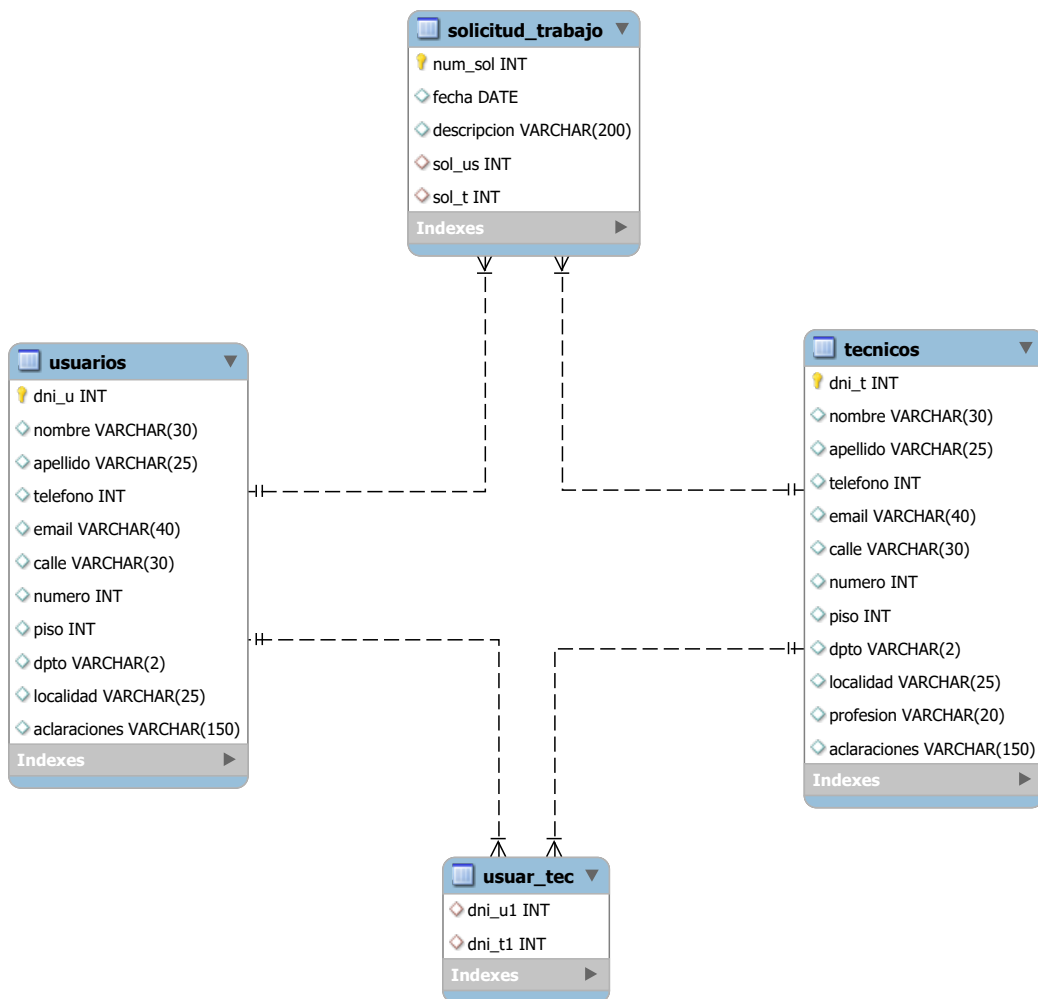 solicitud_trabajo
num_sol INT
fecha DATE
descripcion VARCHAR(200)
sol_us INT
sol_t INT
Indexes
usuarios
dni_u INT
nombre VARCHAR(30)
apellido VARCHAR(25)
telefono INT
email VARCHAR(40)
calle VARCHAR(30)
numero INT
piso INT
dpto VARCHAR(2)
localidad VARCHAR(25)
aclaraciones VARCHAR(150)
Indexes
tecnicos
dni_t INT
nombre VARCHAR(30)
apellido VARCHAR(25)
telefono INT
email VARCHAR(40)
calle VARCHAR(30)
numero INT
piso INT
dpto VARCHAR(2)
localidad VARCHAR(25)
profesion VARCHAR(20)
aclaraciones VARCHAR(150)
Indexes
usuar_tec
dni_u1 INT
dni_t1 INT
Indexes